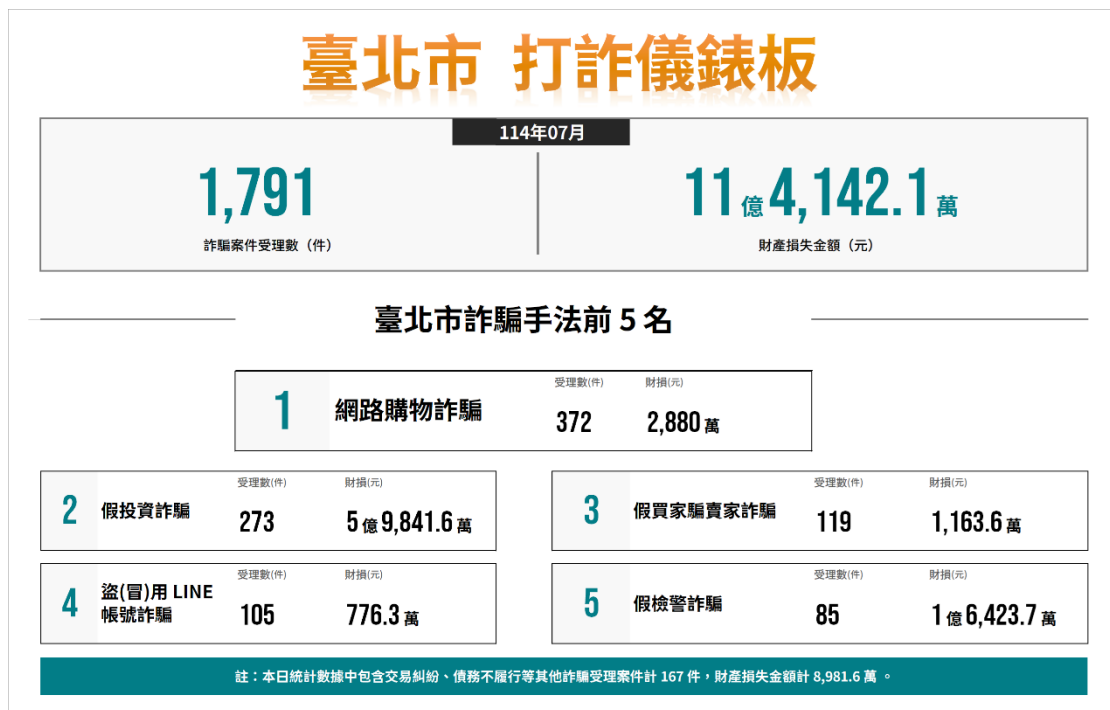 臺北市 打詐儀錶板
114年07月
1,791
詐騙案件受理數（件）
11億4,142.1萬
財產損失金額（元）
臺北市詐騙手法前 5 名
1
網路購物詐騙
受理數(件)
372
財損(元)
2,880 萬
2
假投資詐騙
受理數(件)
273
財損(元)
5 億 9,841.6 萬
3
假買家騙賣家詐騙
受理數(件)
119
財損(元)
1,163.6 萬
4
盜(冒)用 LINE
帳號詐騙
受理數(件)
105
財損(元)
776.3 萬
5
假檢警詐騙
受理數(件)
85
財損(元)
1 億 6,423.7 萬
註：本日統計數據中包含交易糾紛、債務不履行等其他詐騙受理案件計 167 件，財產損失金額計 8,981.6 萬 。